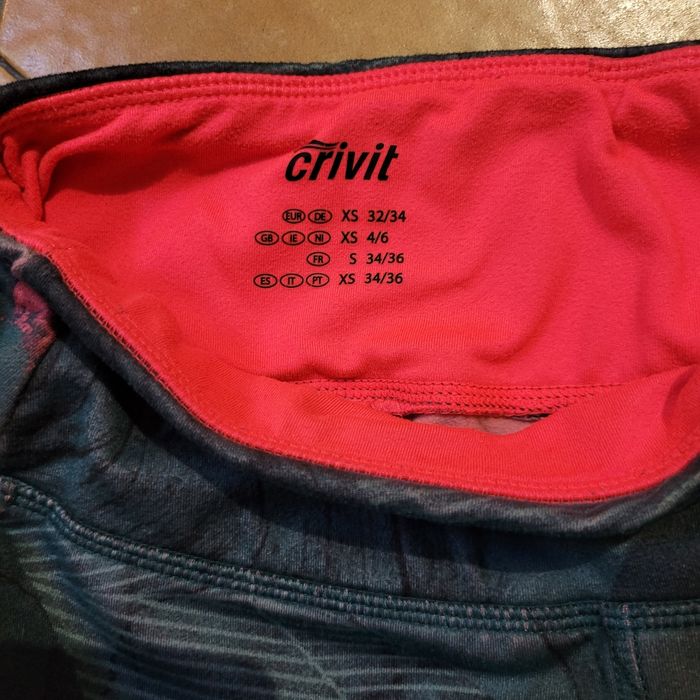 crivit
EUR DE XS 32/34
GB IE NI XS 4/6
FR S 34/36
ES IT PT XS 34/36